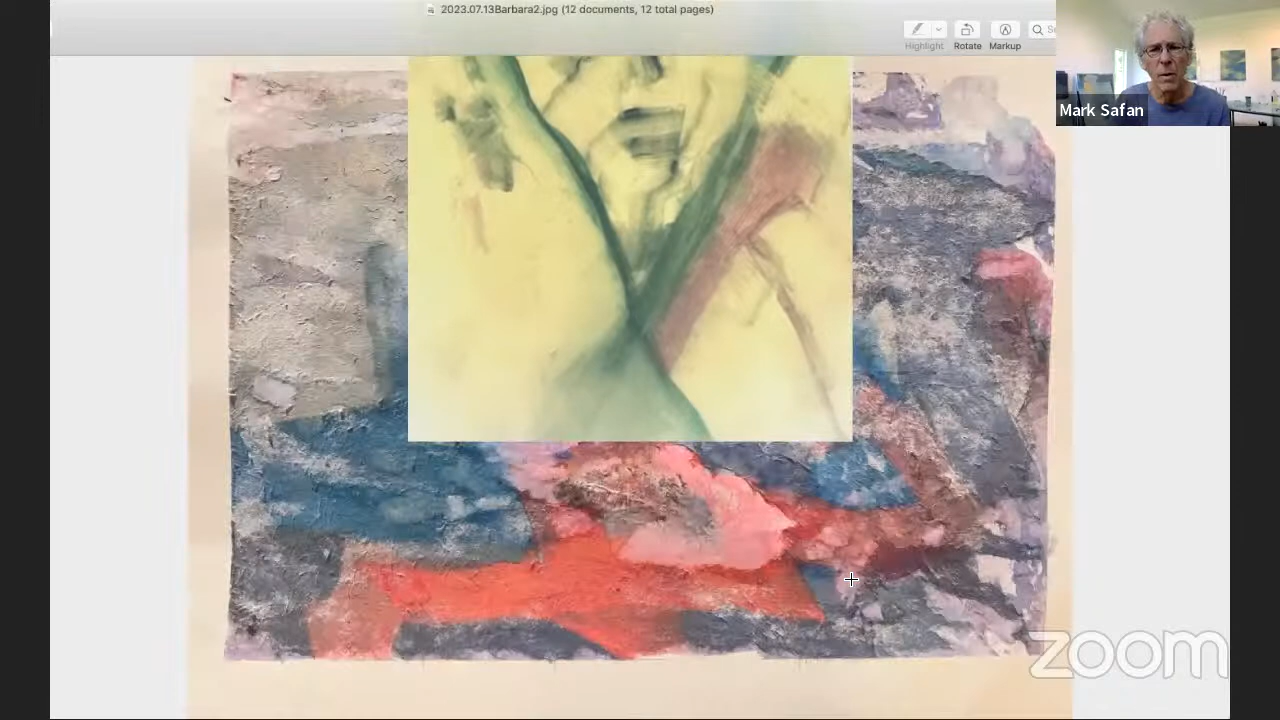 2023.07.13Barbara2.jpg (12 documents, 12 total pages)
Highlight Rotate Markup
Mark Safan
zoom